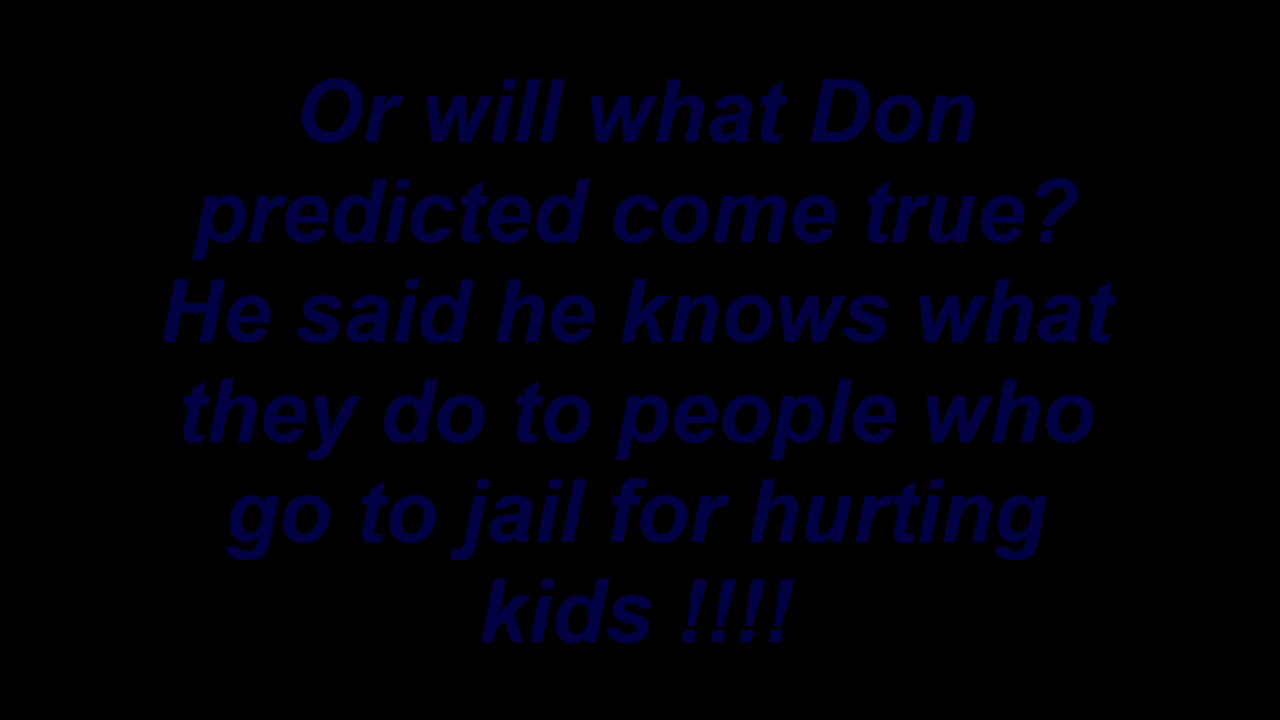 Or will what Don
predicted come true?
He said he knows what
they do to people who
go to jail for hurting
kids !!!!